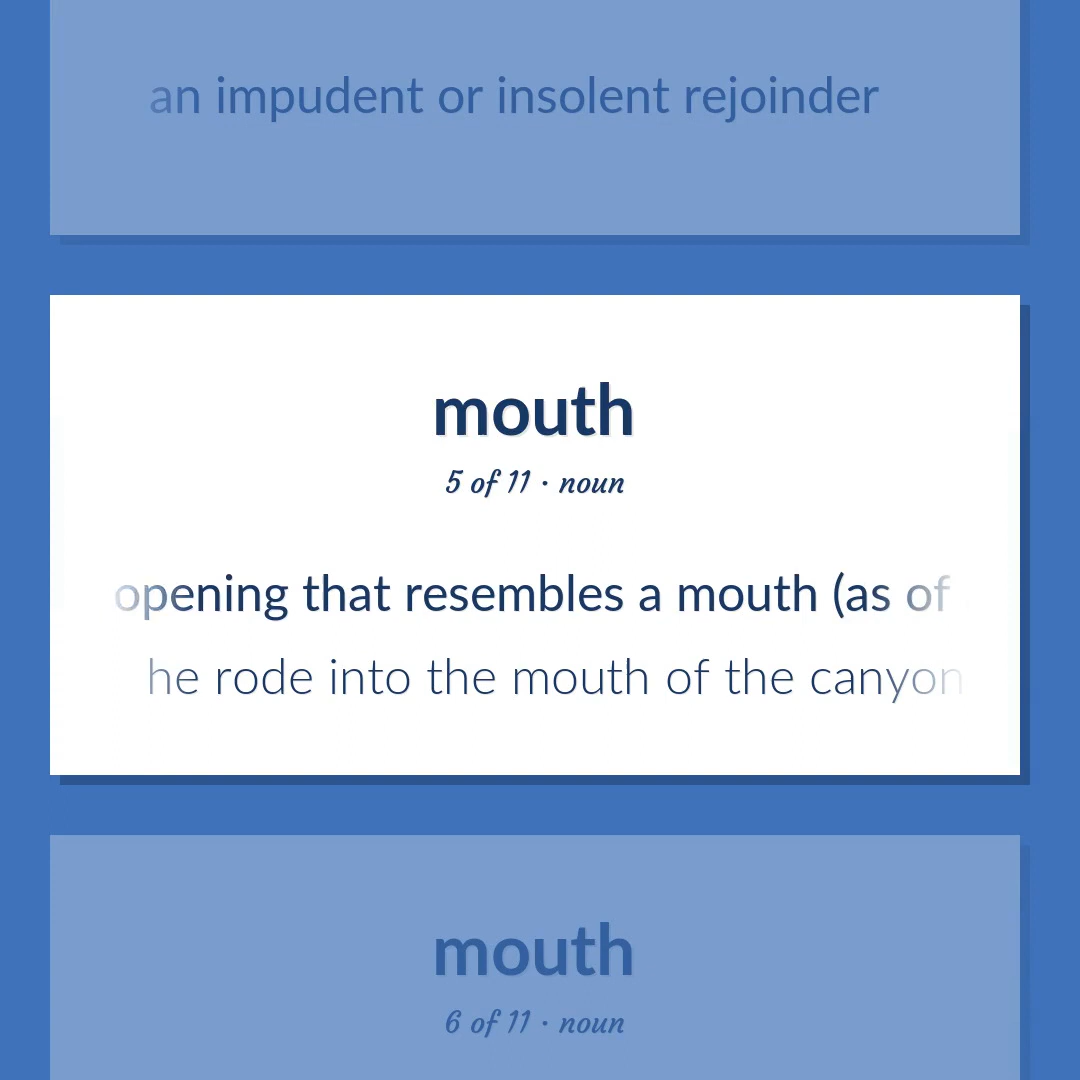 an impudent or insolent rejoinder
mouth
5 of 11 · noun
opening that resembles a mouth (as of
he rode into the mouth of the canyon
mouth
6 of 11 · noun